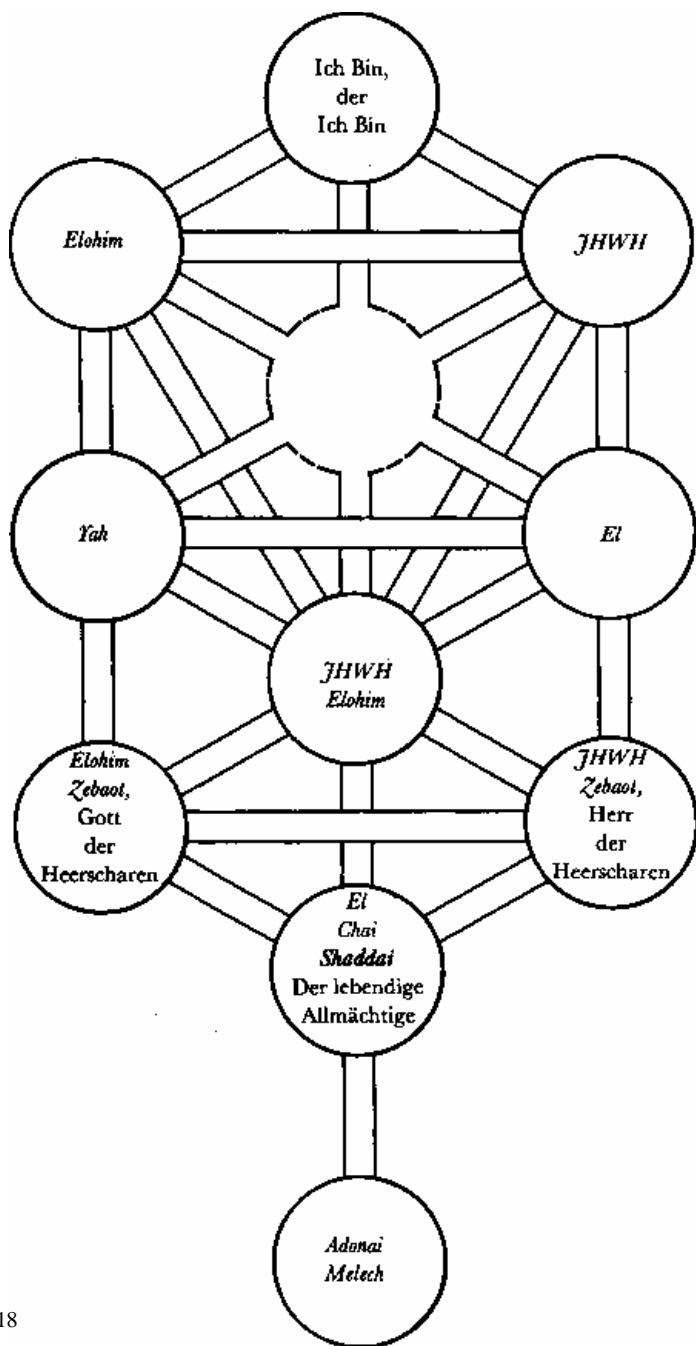 Ich Bin,
der
Ich Bin
Elohim
JHWH
Yah
El
JHWH
Elohim
Elohim
Zebaot,
Gott
der
Heerscharen
JHWH
Zebaot,
Herr
der
Heerscharen
El
Chai
Shaddai
Der lebendige
Allmächtige
Adonai
Melech
18